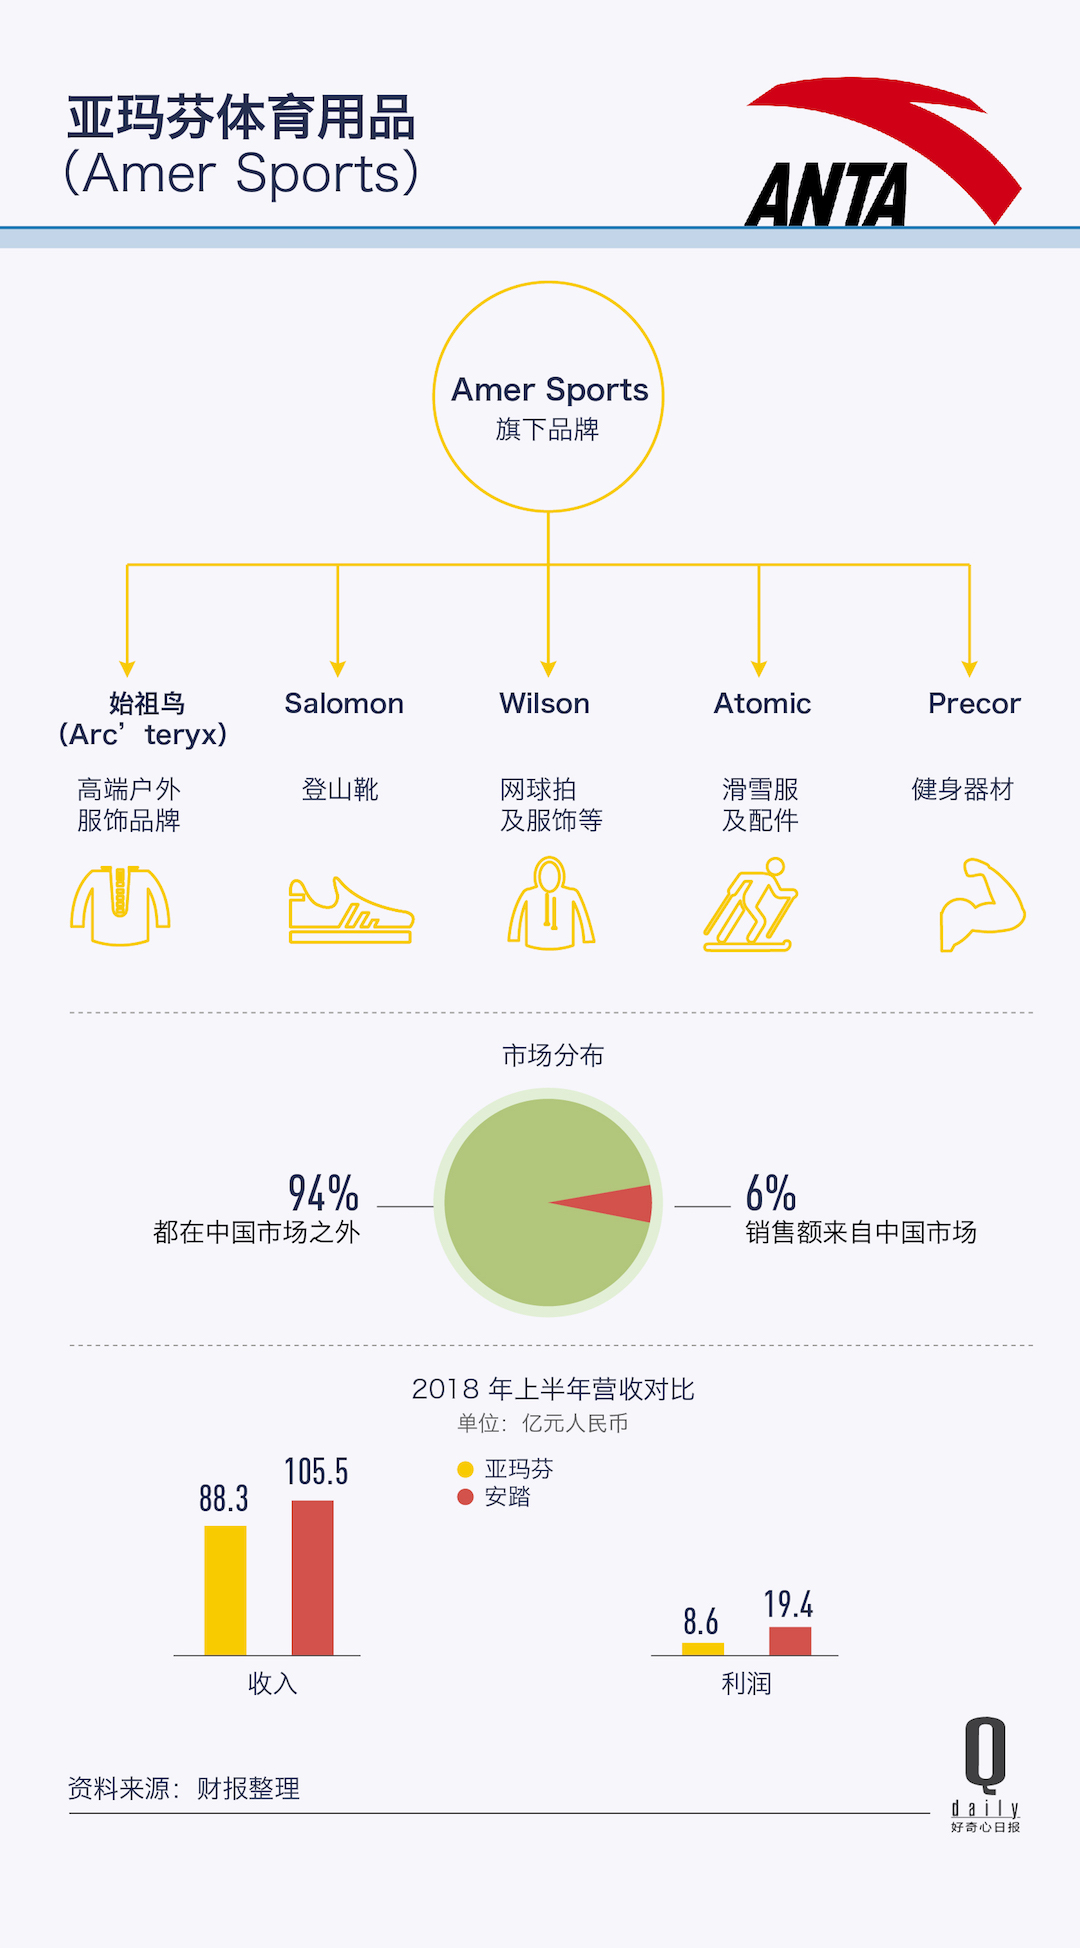 亚玛芬体育用品
(Amer Sports)
ANTA
Amer Sports
旗下品牌
始祖鸟
(Arc’teryx)
高端户外
服饰品牌
Salomon
登山靴
Wilson
网球拍
及服饰等
Atomic
滑雪服
及配件
Precor
健身器材
市场分布
94%
都在中国市场之外
6%
销售额来自中国市场
2018 年上半年营收对比
单位：亿元人民币
亚玛芬
安踏
88.3
105.5
收入
8.6
19.4
利润
资料来源：财报整理
Q
daily
好奇心日报